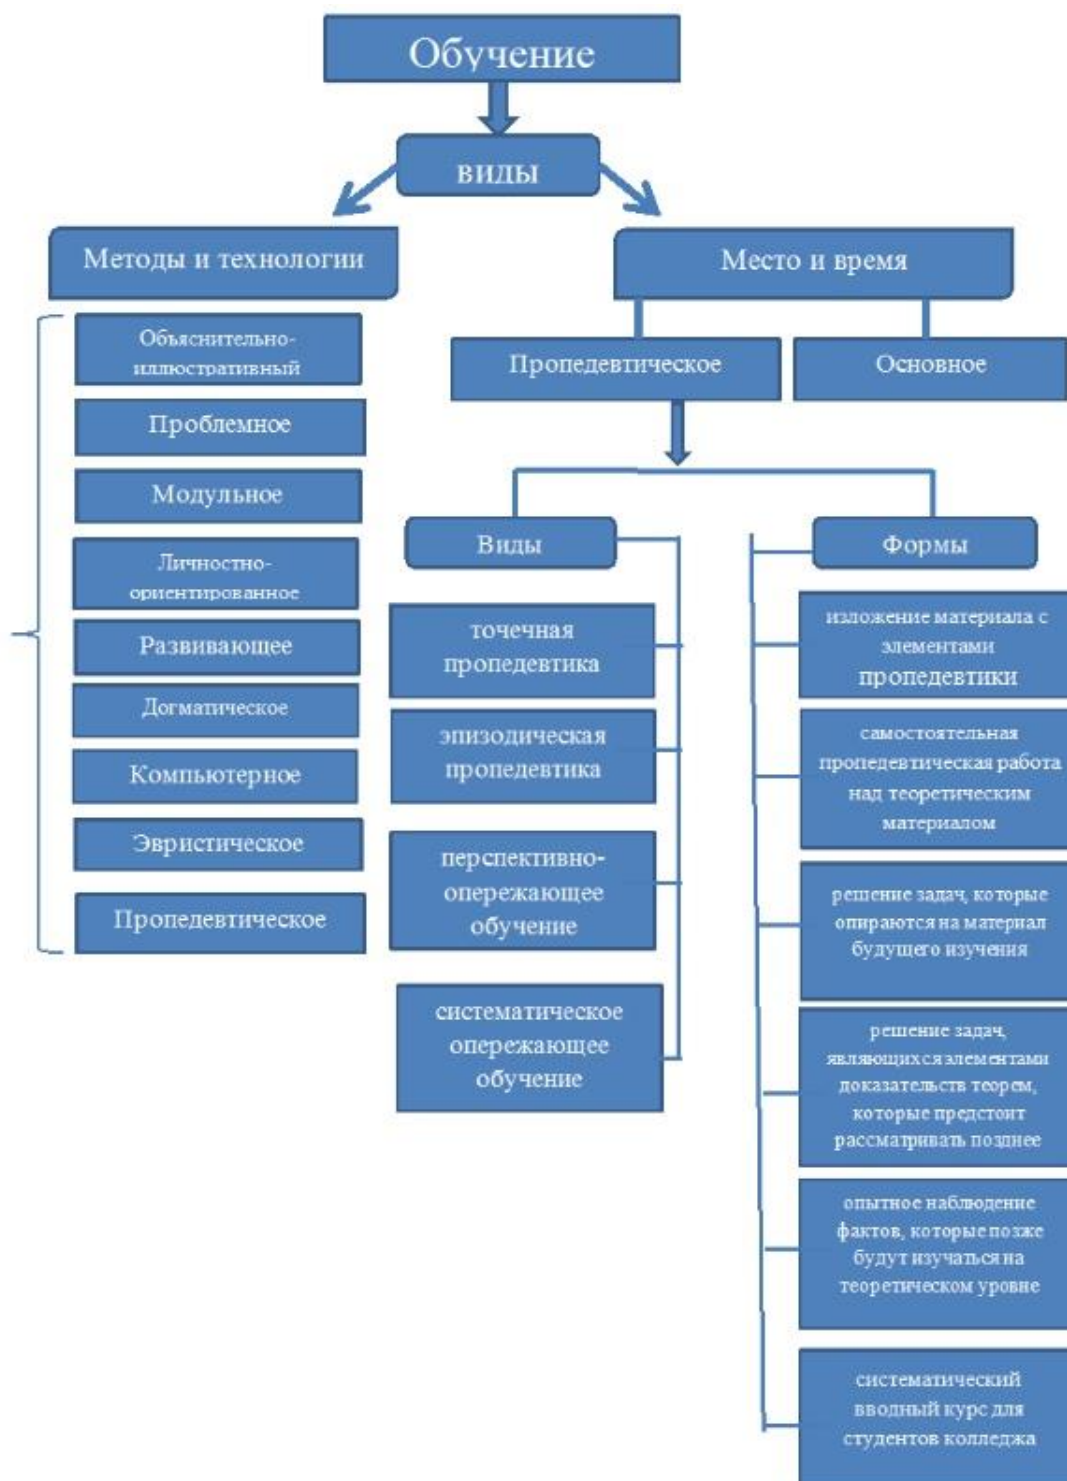 Обучение
виды
Методы и технологии
Место и время
Объяснительно-
иллюстративный
Проблемное
Модульное
Личностно-
ориентированное
Развивающее
Догматическое
Компьютерное
Эвристическое
Пропедевтическое
Пропедевтическое
Основное
Виды
точечная
пропедевтика
эпизодическая
пропедевтика
перспективно-
опережающее
обучение
систематическое
опережающее
обучение
Формы
изложение материала с
элементами
пропедевтики
самостоятельная
пропедевтическая работа
над теоретическим
материалом
решение задач, которые
опираются на материал
будущего изучения
решение задач,
являющихся элементами
доказательств теорем,
которые предстоит
рассматривать позднее
опытное наблюдение
фактов, которые позже
будут изучаться на
теоретическом уровне
систематический
вводный курс для
студентов колледжа